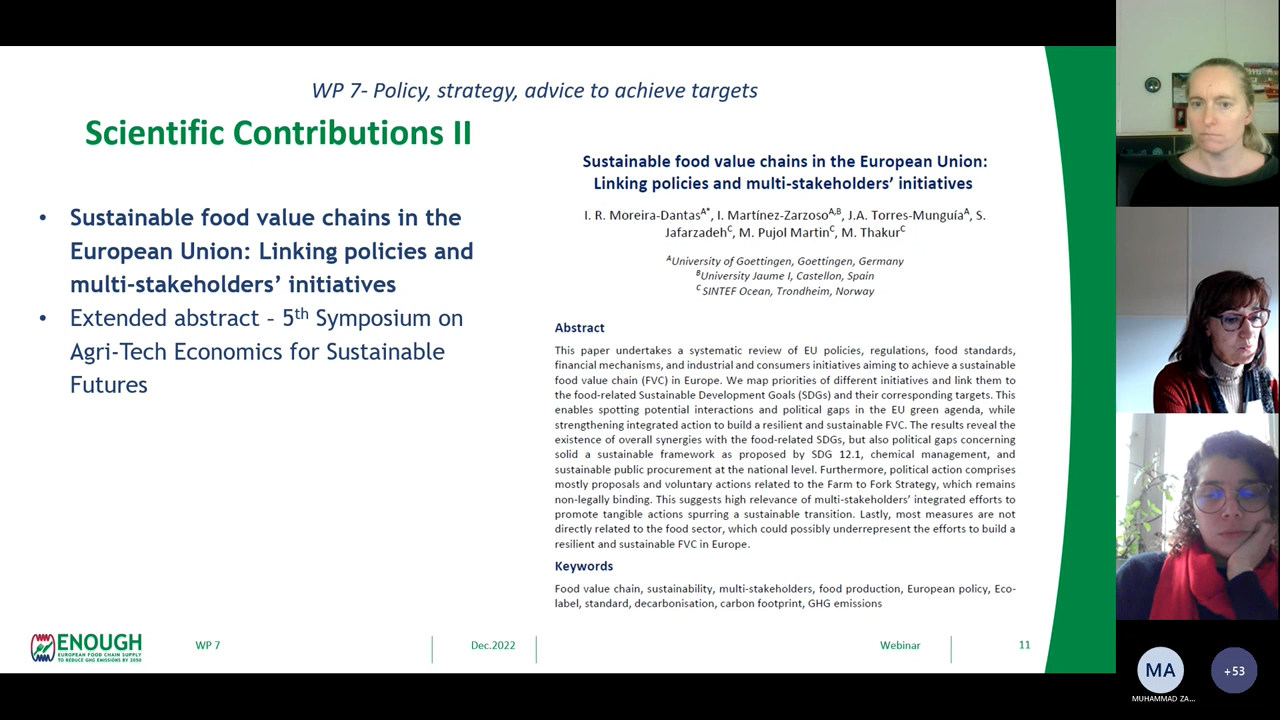 WP 7- Policy, strategy, advice to achieve targets
Scientific Contributions II
• Sustainable food value chains in the
European Union: Linking policies and
multi-stakeholders’ initiatives
• Extended abstract – 5th Symposium on
Agri-Tech Economics for Sustainable
Futures
Sustainable food value chains in the European Union:
Linking policies and multi-stakeholders’ initiatives
I. R. Moreira-DantasA*, I. Martínez-ZarzosoA,B, J.A. Torres-MunguíaA, S.
JafarzadehC, M. Pujol MartinC, M. ThakurC
AUniversity of Goettingen, Goettingen, Germany
BUniversity Jaume I, Castellon, Spain
C SINTEF Ocean, Trondheim, Norway
Abstract
This paper undertakes a systematic review of EU policies, regulations, food standards,
financial mechanisms, and industrial and consumers initiatives aiming to achieve a sustainable
food value chain (FVC) in Europe. We map priorities of different initiatives and link them to
the food-related Sustainable Development Goals (SDGs) and their corresponding targets. This
enables spotting potential interactions and political gaps in the EU green agenda, while
strengthening integrated action to build a resilient and sustainable FVC. The results reveal the
existence of overall synergies with the food-related SDGs, but also political gaps concerning
solid a sustainable framework as proposed by SDG 12.1, chemical management, and
sustainable public procurement at the national level. Furthermore, political action comprises
mostly proposals and voluntary actions related to the Farm to Fork Strategy, which remains
non-legally binding. This suggests high relevance of multi-stakeholders’ integrated efforts to
promote tangible actions spurring a sustainable transition. Lastly, most measures are not
directly related to the food sector, which could possibly underrepresent the efforts to build a
resilient and sustainable FVC in Europe.
Keywords
Food value chain, sustainability, multi-stakeholders, food production, European policy, Eco-
label, standard, decarbonisation, carbon footprint, GHG emissions
ENOUGH
EUROPEAN FOOD CHAIN SUPPLY
TO REDUCE GHG EMISSIONS BY 2050
WP 7
Dec.2022
Webinar
11
MA
+53
MUHAMMAD ZA...